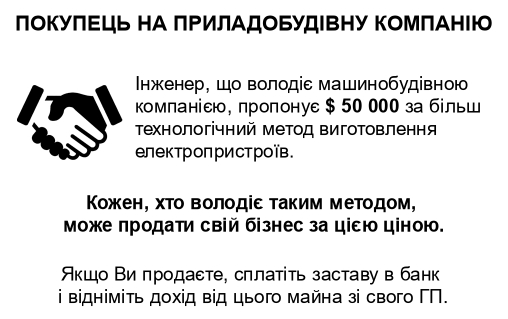 ПОКУПЕЦЬ НА ПРИЛАДОБУДІВНУ КОМПАНІЮ
Інженер, що володіє машинобудівною
компанією, пропонує $ 50 000 за більш
технологічний метод виготовлення
електропристроїв.
Кожен, хто володіє таким методом,
може продати свій бізнес за цією ціною.
Якщо Ви продаєте, сплатіть заставу в банк
і відніміть дохід від цього майна зі свого ГП.